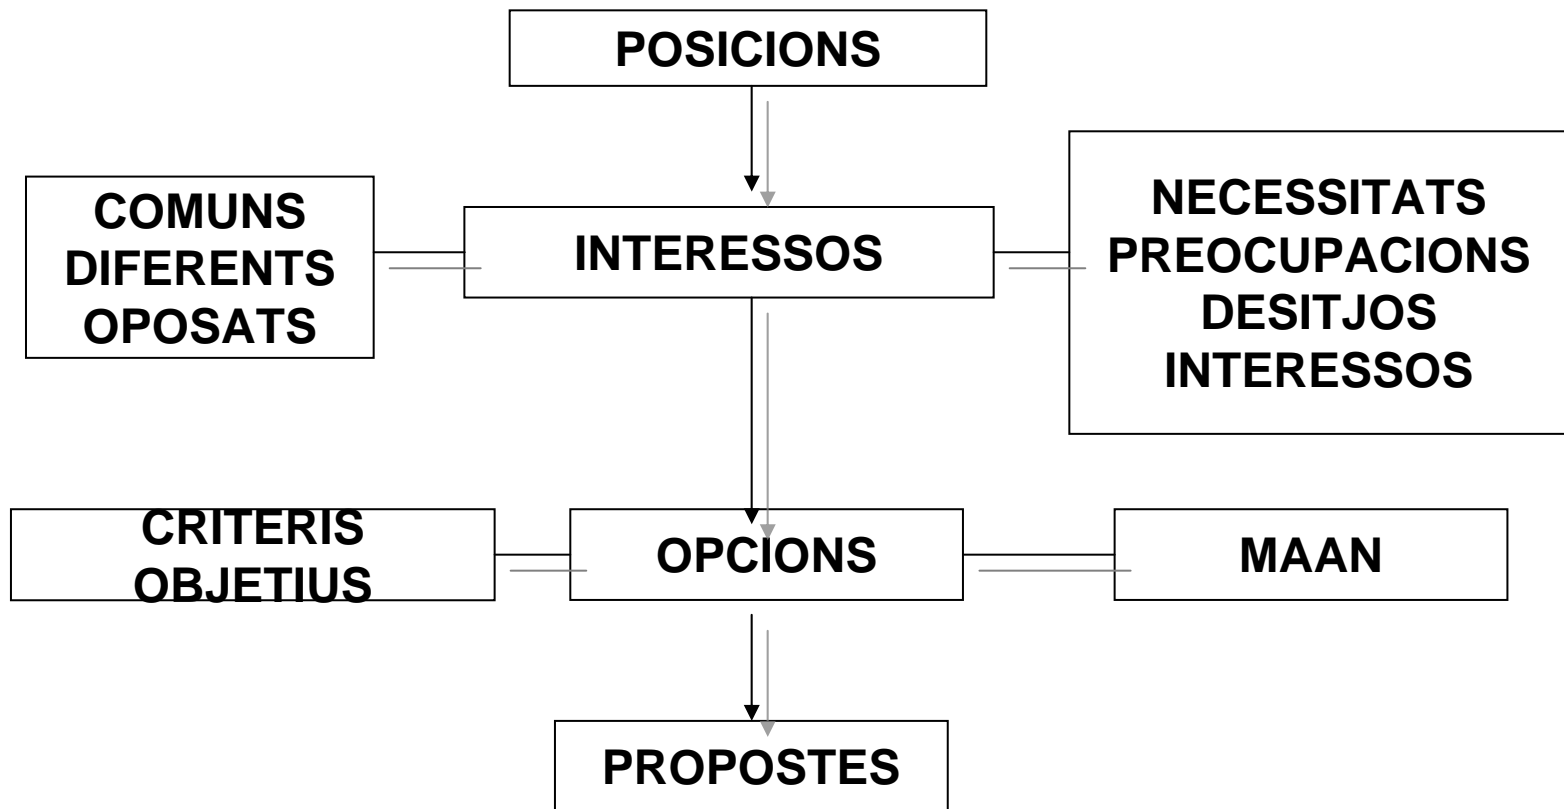 POSICIONS
COMUNS
DIFERENTS
OPOSATS
INTERESSOS
NECESSITATS
PREOCUPACIONS
DESITJOS
INTERESSOS
CRITERIS
OBJETIUS
OPCIONS
MAAN
PROPOSTES